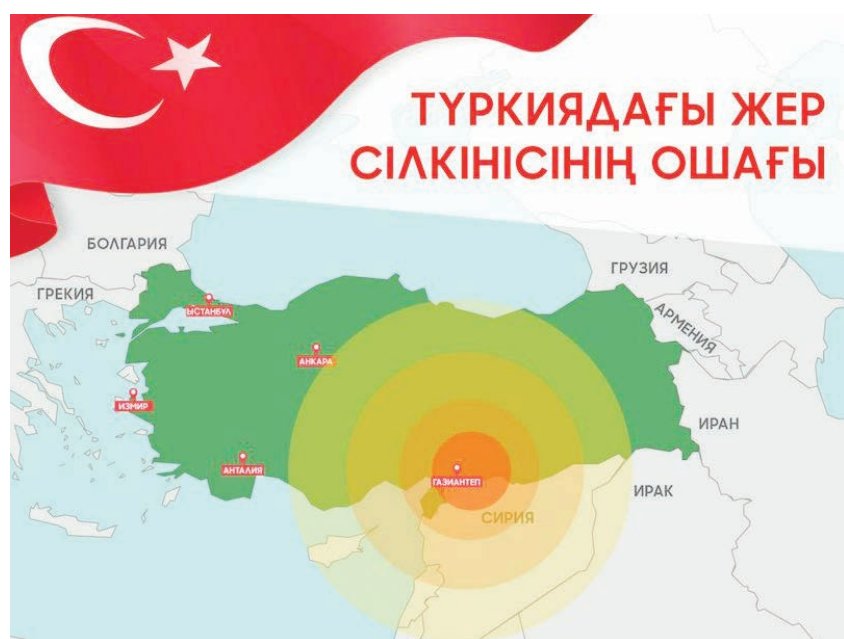 ТҮРКИЯДАҒЫ ЖЕР
СІЛКІНІСІНІҢ ОШАҒЫ
БОЛГАРИЯ
ГРУЗИЯ
ГРЕКИЯ
ЫСТАНБҰЛ
АРМЕНИЯ
АНКАРА
ИЗМИР
ИРАН
АНТАЛИЯ
ГАЗИАНТЕП
ИРАК
СИРИЯ